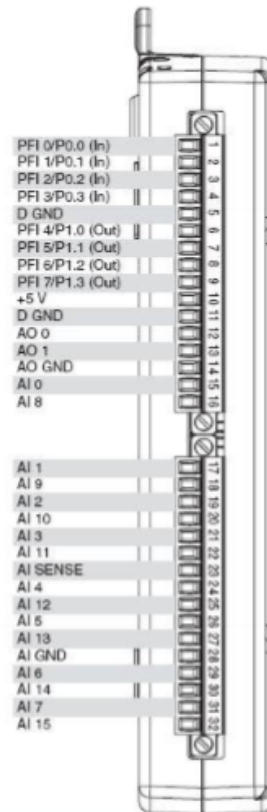 PFI 0/P0.0 (In) 1
PFI 1/P0.1 (In) 2
PFI 2/P0.2 (In) 3
PFI 3/P0.3 (In) 4
D GND 5
PFI 4/P1.0 (Out) 6
PFI 5/P1.1 (Out) 7
PFI 6/P1.2 (Out) 8
PFI 7/P1.3 (Out) 9
+5 V 10
D GND 11
AO 0 12
AO 1 13
AO GND 14
AI 0 15
AI 8 16
AI 1 17
AI 9 18
AI 2 19
AI 10 20
AI 3 21
AI 11 22
AI SENSE 23
AI 4 24
AI 12 25
AI 5 26
AI 13 27
AI GND 28
AI 6 29
AI 14 30
AI 7 31
AI 15 32